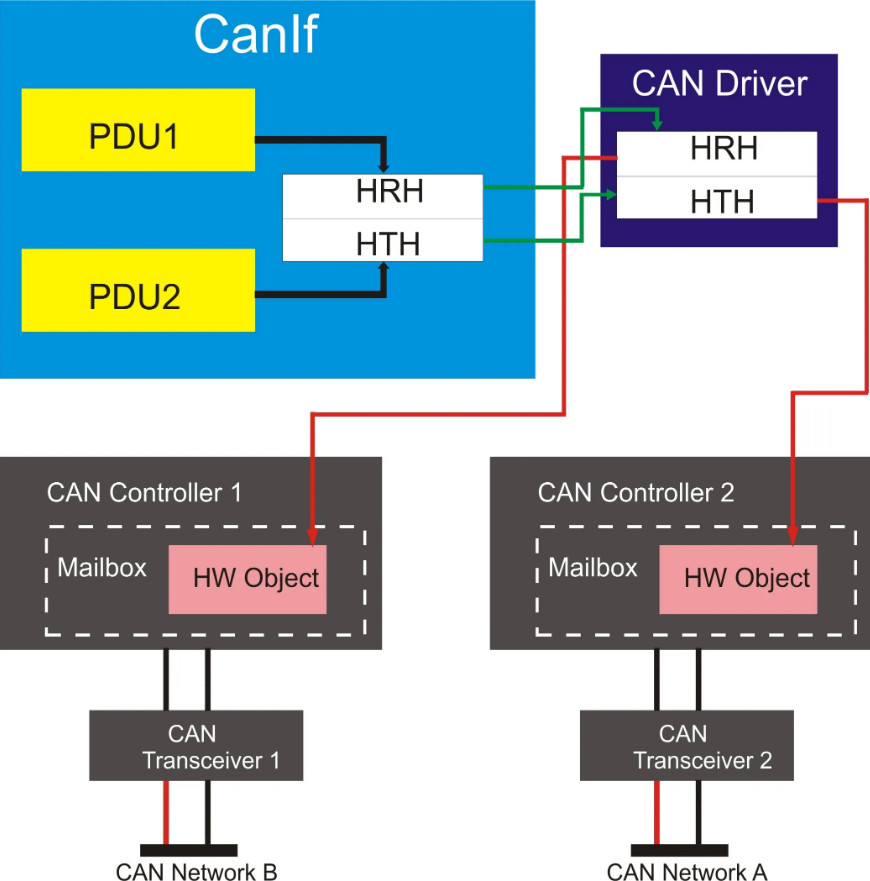 CanIf
PDU1
HRH
HTH
PDU2
CAN Driver
HRH
HTH
CAN Controller 1
Mailbox
HW Object
CAN
Transceiver 1
CAN Network B
CAN Controller 2
Mailbox
HW Object
CAN
Transceiver 2
CAN Network A